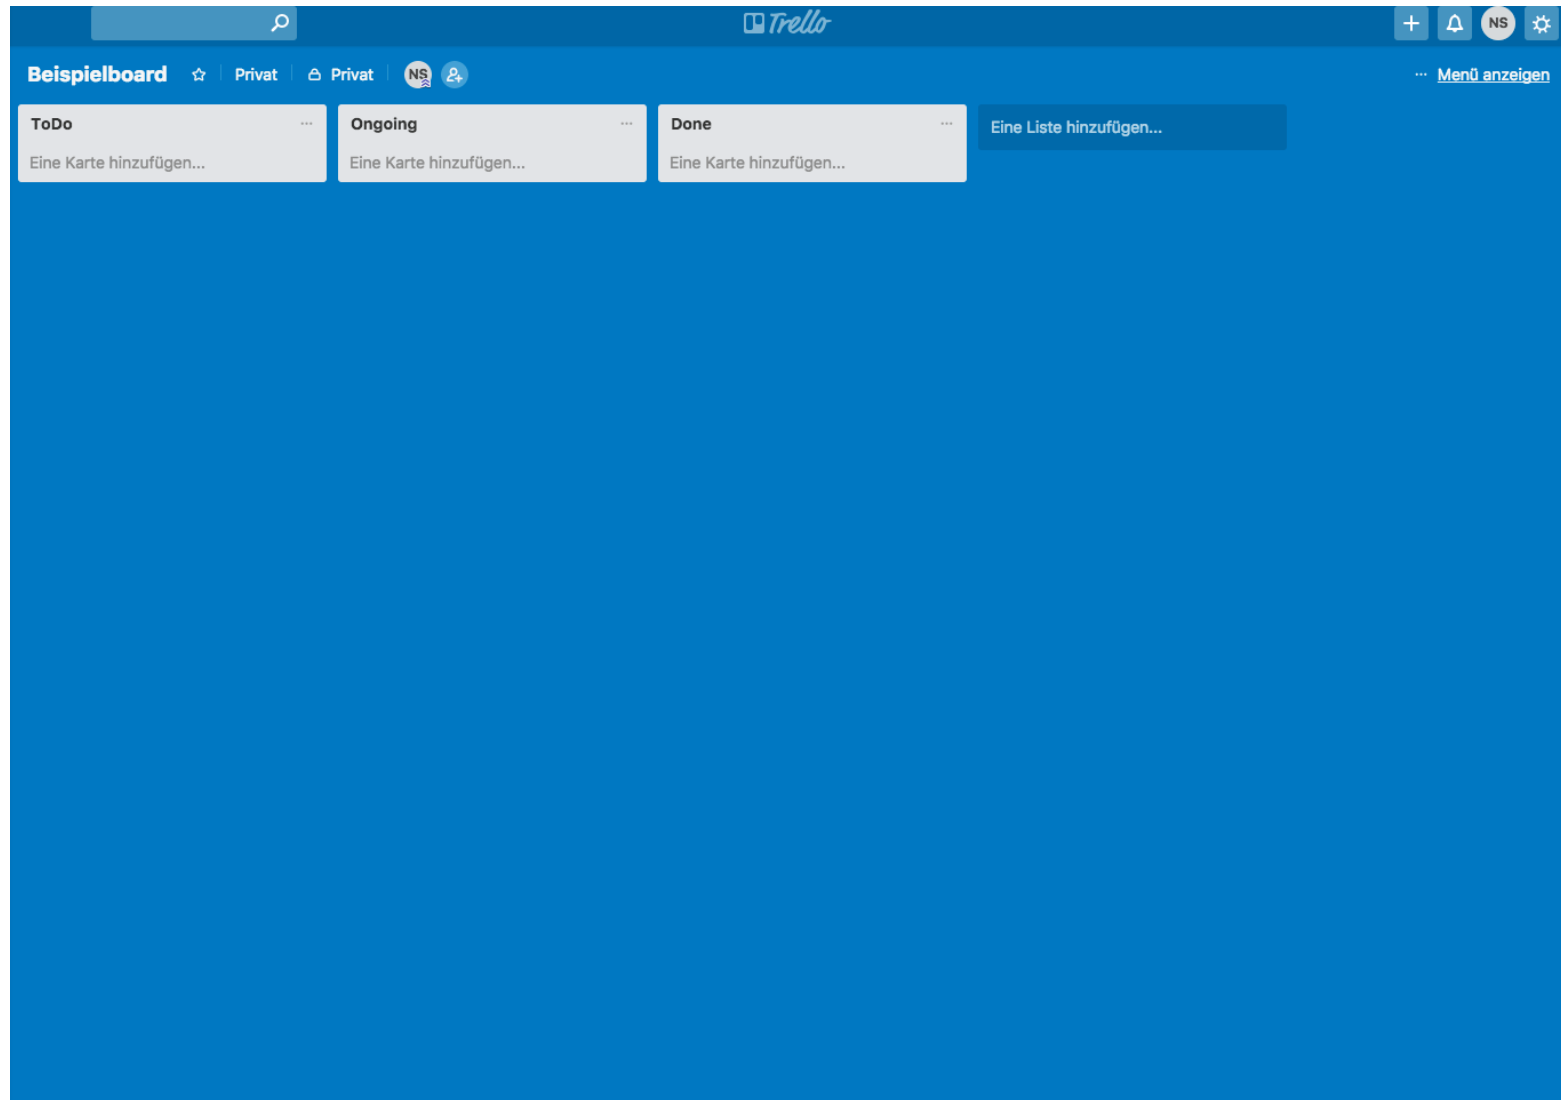 Trello
NS
Beispielboard Privat Privat NS Menü anzeigen
ToDo
Eine Karte hinzufügen...
Ongoing
Eine Karte hinzufügen...
Done
Eine Karte hinzufügen...
Eine Liste hinzufügen...